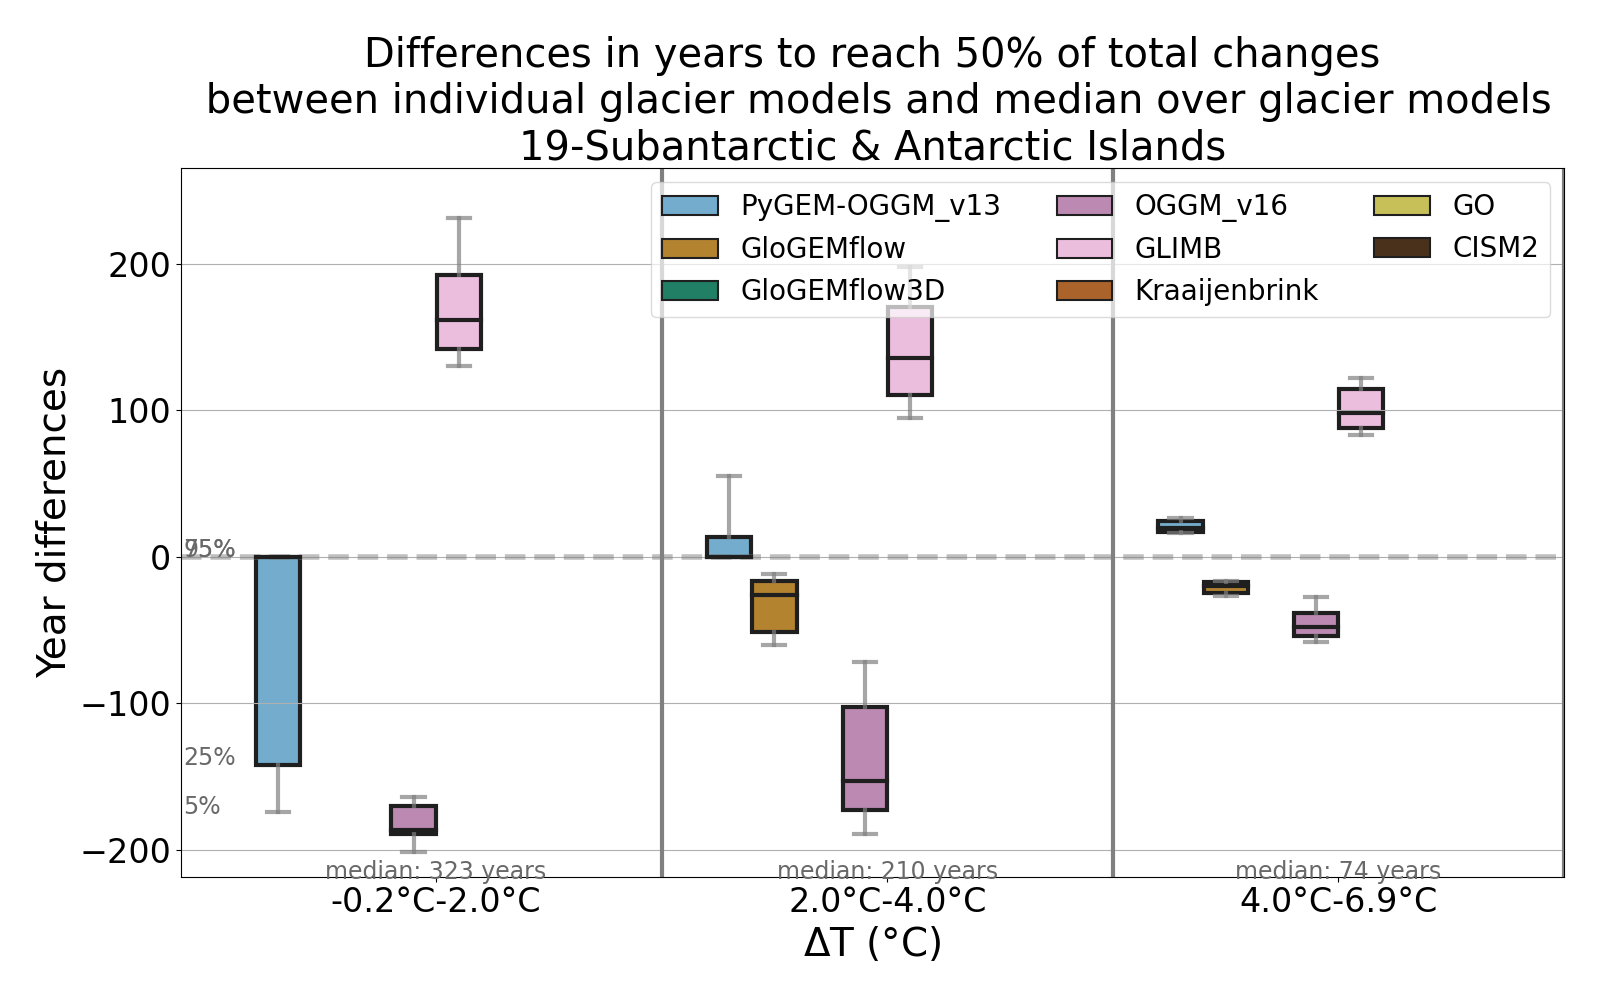 Differences in years to reach 50% of total changes
between individual glacier models and median over glacier models
19-Subantarctic & Antarctic Islands
PyGEM-OGGM_v13
OGGM_v16
GO
GloGEMflow
GLIMB
CISM2
GloGEMflow3D
Kraaijenbrink
Year differences
200
100
0
−100
−200
95%
25%
5%
median: 323 years
median: 210 years
median: 74 years
-0.2°C-2.0°C
2.0°C-4.0°C
4.0°C-6.9°C
ΔT (°C)